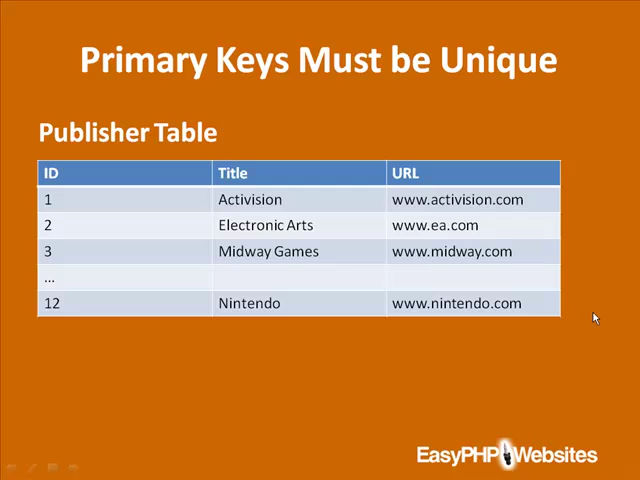 Primary Keys Must be Unique
Publisher Table
ID Title URL
1 Activision www.activision.com
2 Electronic Arts www.ea.com
3 Midway Games www.midway.com
...
12 Nintendo www.nintendo.com
EasyPHP Websites